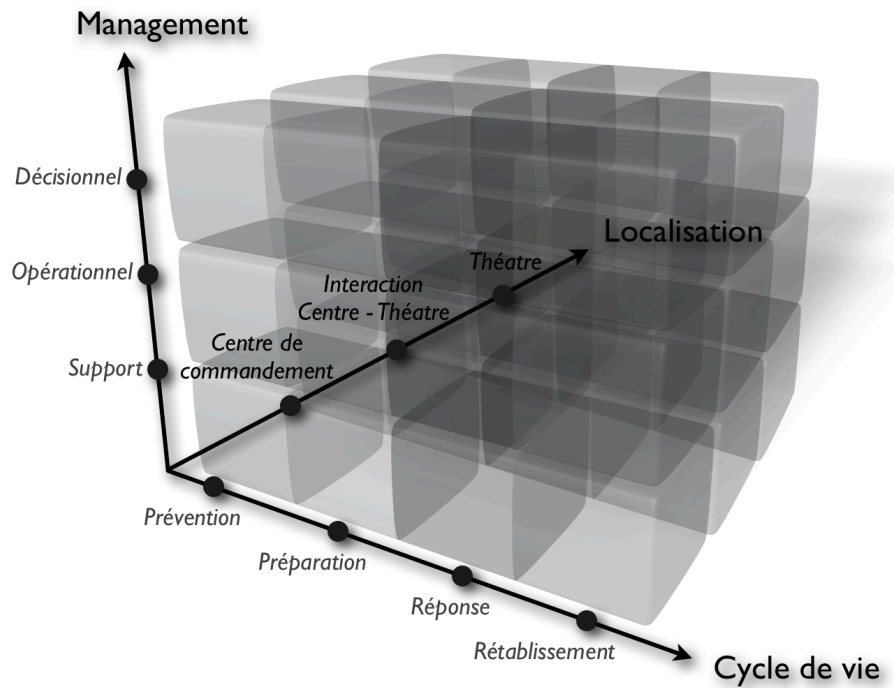 Management
Décisionnel
Opérationnel
Support
Localisation
Théatre
Interaction
Centre - Théatre
Centre de
commandement
Prévention
Préparation
Réponse
Rétablissement
Cycle de vie